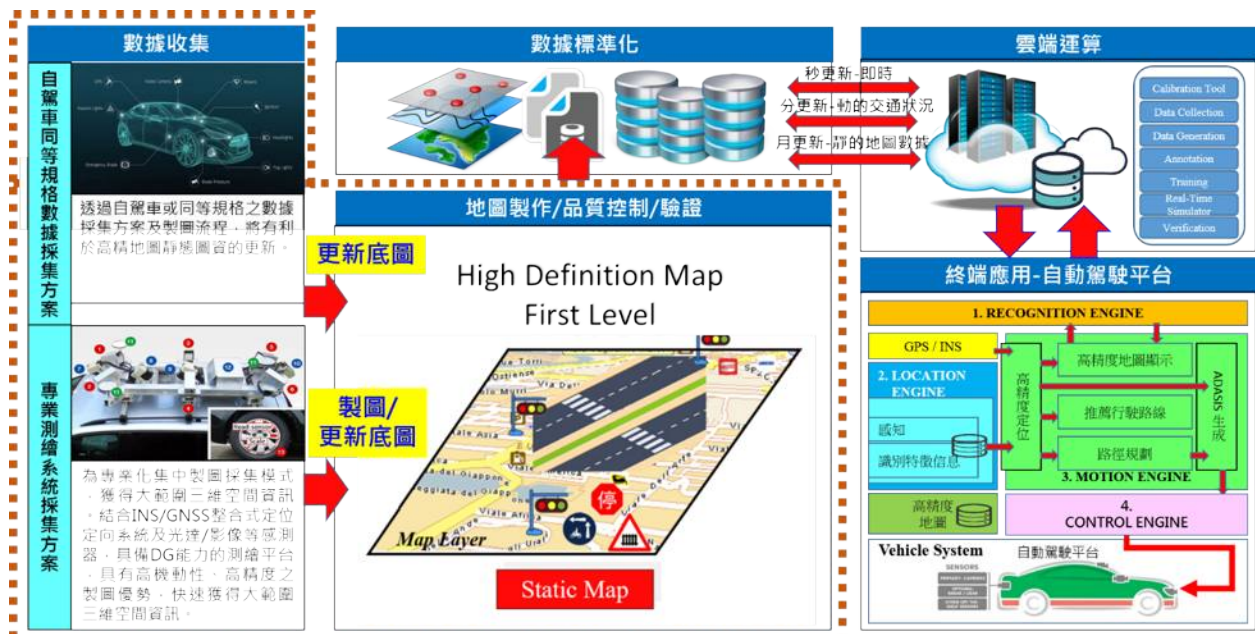 數據收集
自駕車同等規格數據採集方案
透過自駕車或同等規格之數據
採集方案及製圖流程，將有利
於高精地圖靜態圖資的更新。
專業測繪系統採集方案
為專業化集中製圖採集模式
，獲得大範圍三維空間資訊
，結合INS/GNSS整合式定位
定向系統及光達/影像等感測
器，具備DG能力的測繪平台
，具有高機動性、高精度之
製圖優勢，快速獲得大範圍
三維空間資訊。
更新底圖
製圖/
更新底圖
數據標準化
秒更新-即時
分更新-動的交通狀況
月更新-靜的地圖數據
地圖製作/品質控制/驗證
High Definition Map
First Level
Via Asia
停
Map Layer
Static Map
雲端運算
Calibration Tool
Data Collection
Data Generation
Annotation
Training
Real-Time
Simulator
Verification
終端應用-自動駕駛平台
1. RECOGNITION ENGINE
GPS / INS
2. LOCATION
ENGINE
感知
識別特徵信息
高精度
地圖
高精度定位
高精度地圖顯示
推薦行駛路線
路徑規劃
ADASIS 生成
3. MOTION ENGINE
4.
CONTROL ENGINE
Vehicle System
自動駕駛平台
SENSORS